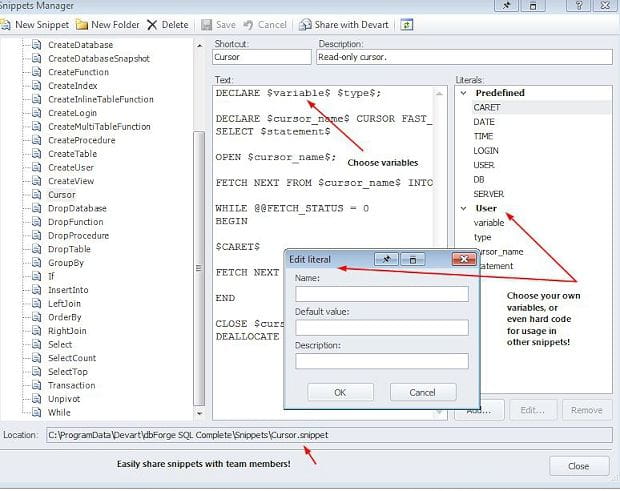 Snippets Manager
New Snippet New Folder Delete Save Cancel Share with Devart
CreateDatabase
CreateDatabaseSnapshot
CreateFunction
CreateIndex
CreateInlineTableFunction
CreateLogin
CreateMultiTableFunction
CreateProcedure
CreateTable
CreateUser
CreateView
Cursor
DropDatabase
DropFunction
DropProcedure
DropTable
GroupBy
If
InsertInto
LeftJoin
OrderBy
RightJoin
Select
SelectCount
SelectTop
Transaction
Unpivot
While
Shortcut: Description:
Cursor Read-only cursor.
Text:
DECLARE $variable$ $type$;
DECLARE $cursor_name$ CURSOR FAST_
SELECT $statement$
Choose variables
OPEN $cursor_name$;
FETCH NEXT FROM $cursor_name$ INTO
WHILE @@FETCH_STATUS = 0
BEGIN
$CARET$
FETCH NEXT
END
CLOSE $curs
DEALLOCATE
Literals:
Predefined
CARET
DATE
TIME
LOGIN
USER
DB
SERVER
User
variable
type
cursor_name
statement
Choose your own
variables, or
even hard code
for usage in
other snippets!
Edit literal
Name:
Default value:
Description:
OK Cancel
Add... Edit... Remove
Location: C:\ProgramData\Devart\dbForge SQL Complete\Snippets\Cursor.snippet
Easily share snippets with team members!
Close